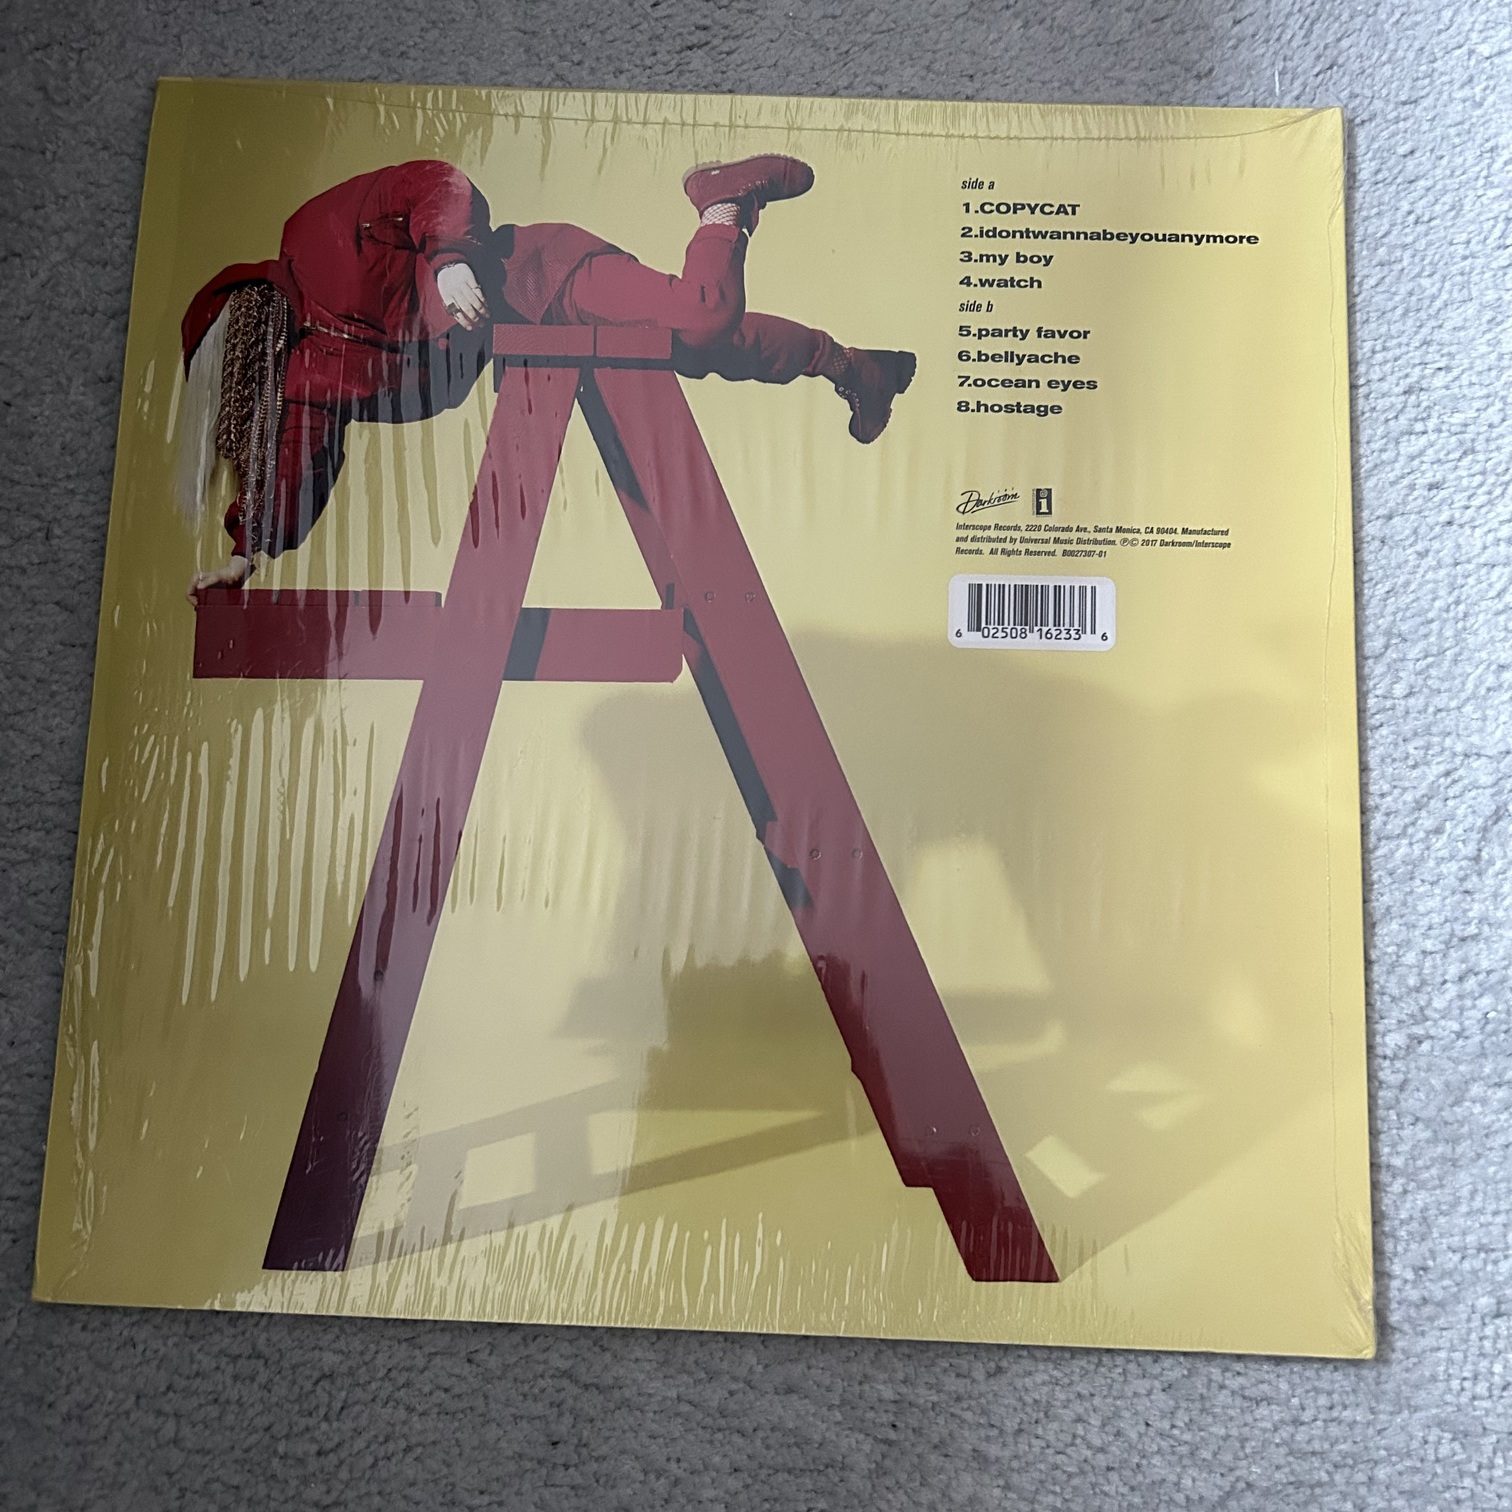 side a
1.COPYCAT
2.idontwannabeyouanymore
3.my boy
4.watch
side b
5.party favor
6.bellyache
7.ocean eyes
8.hostage
Darkroom i
Interscope Records, 2220 Colorado Ave., Santa Monica, CA 90404. Manufactured
and distributed by Universal Music Distribution. ℗© 2017 Darkroom/Interscope
Records. All Rights Reserved. B0027307-01
6 02508 16233 6